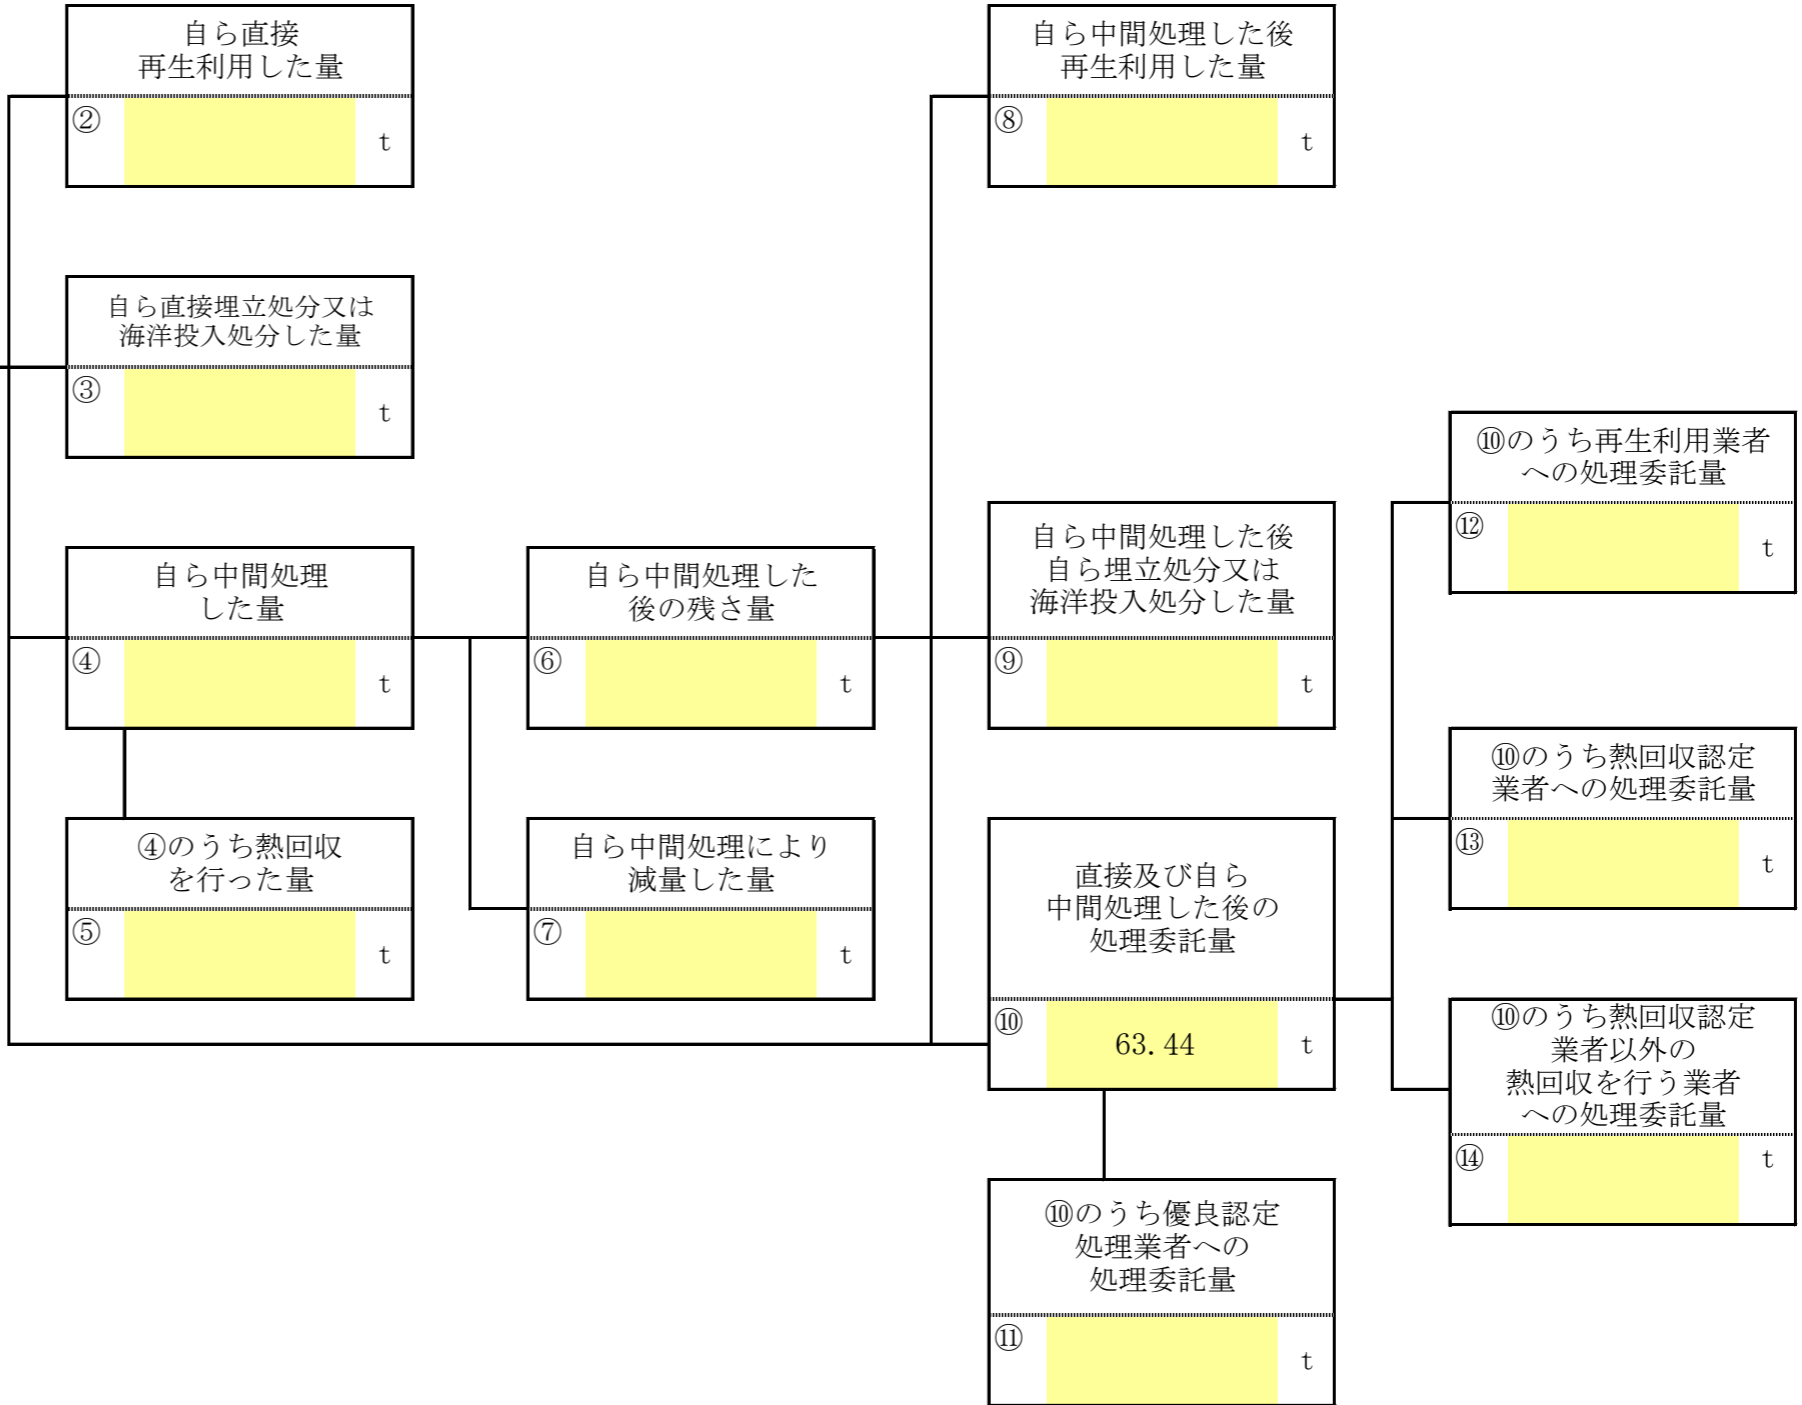 自ら直接
再生利用した量
②
t
自ら中間処理した後
再生利用した量
⑧
t
自ら直接埋立処分又は
海洋投入処分した量
③
t
⑩のうち再生利用業者
への処理委託量
⑫
t
自ら中間処理
した量
④
t
自ら中間処理した
後の残さ量
⑥
t
自ら中間処理した後
自ら埋立処分又は
海洋投入処分した量
⑨
t
⑩のうち熱回収認定
業者への処理委託量
⑬
t
④のうち熱回収
を行った量
⑤
t
自ら中間処理により
減量した量
⑦
t
直接及び自ら
中間処理した後の
処理委託量
⑩ 63.44 t
⑩のうち熱回収認定
業者以外の
熱回収を行う業者
への処理委託量
⑭
t
⑩のうち優良認定
処理業者への
処理委託量
⑪
t